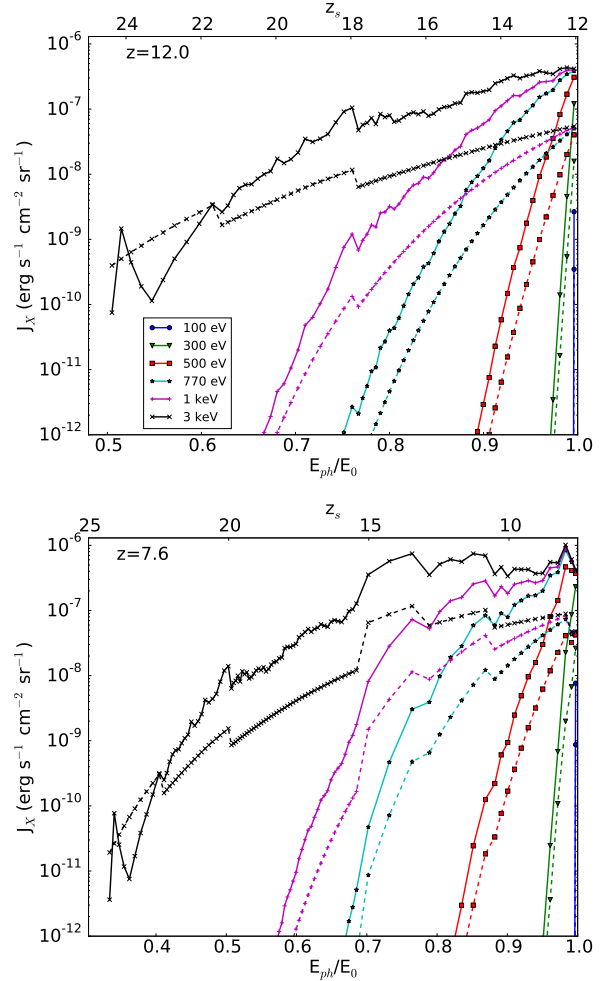 24 22 20 18 16 14 12
z_s
z=12.0
10^-6
10^-7
10^-8
10^-9
10^-10
10^-11
10^-12
J_X (erg s^-1 cm^-2 sr^-1)
100 eV
300 eV
500 eV
770 eV
1 keV
3 keV
0.5 0.6 0.7 0.8 0.9 1.0
E_ph/E_0
z_s
25 20 15 10
z=7.6
10^-6
10^-7
10^-8
10^-9
10^-10
10^-11
10^-12
J_X (erg s^-1 cm^-2 sr^-1)
0.4 0.5 0.6 0.7 0.8 0.9 1.0
E_ph/E_0